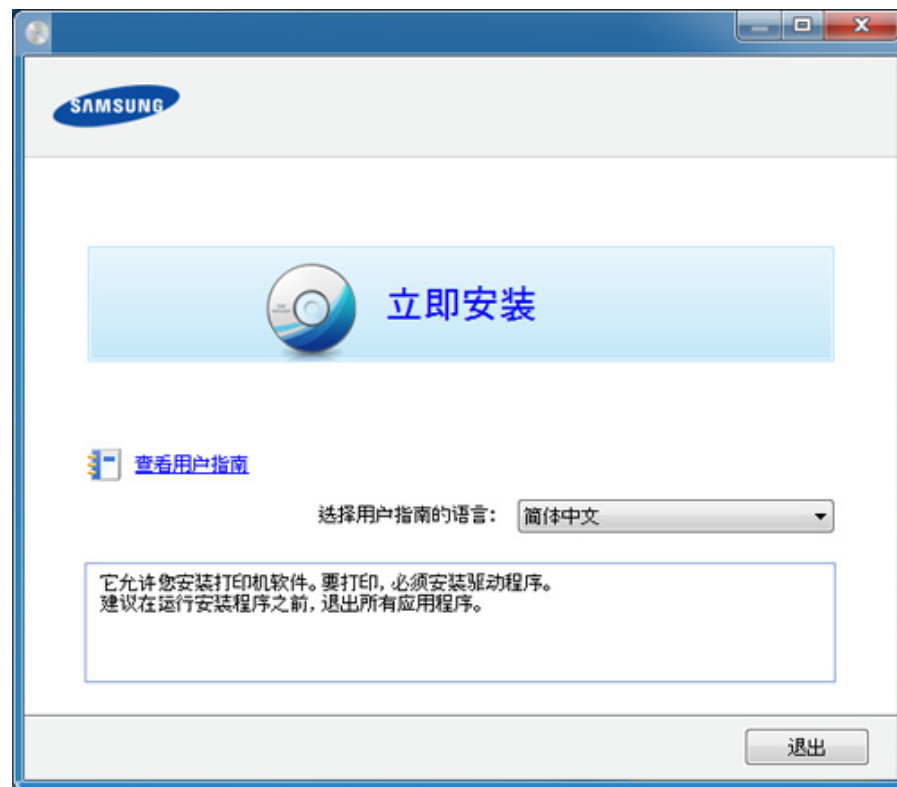 SAMSUNG
立即安装
查看用户指南
选择用户指南的语言: 简体中文
它允许您安装打印机软件。要打印, 必须安装驱动程序。
建议在运行安装程序之前, 退出所有应用程序。
退出